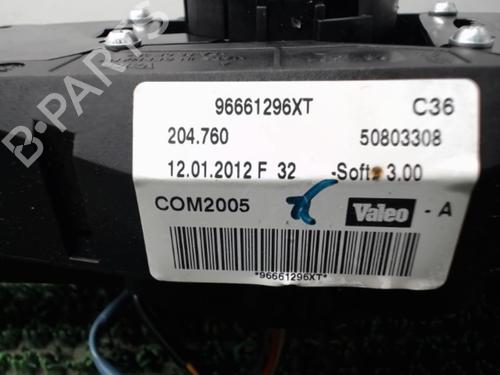 B-PARTS
96661296XT C36
204.760 50803308
12.01.2012 F 32 -Soft: 3.00
COM2005 Valeo - A
*96661296XT*